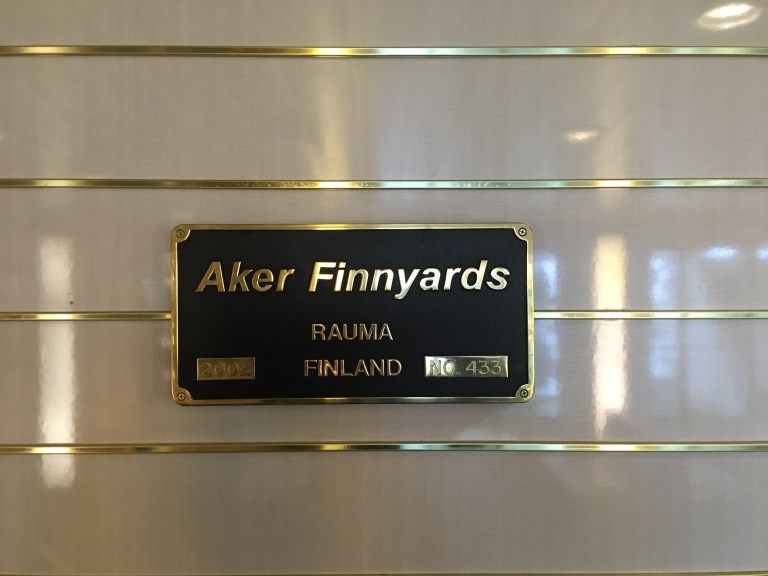 Aker Finnyards
RAUMA
2002 FINLAND NO. 433